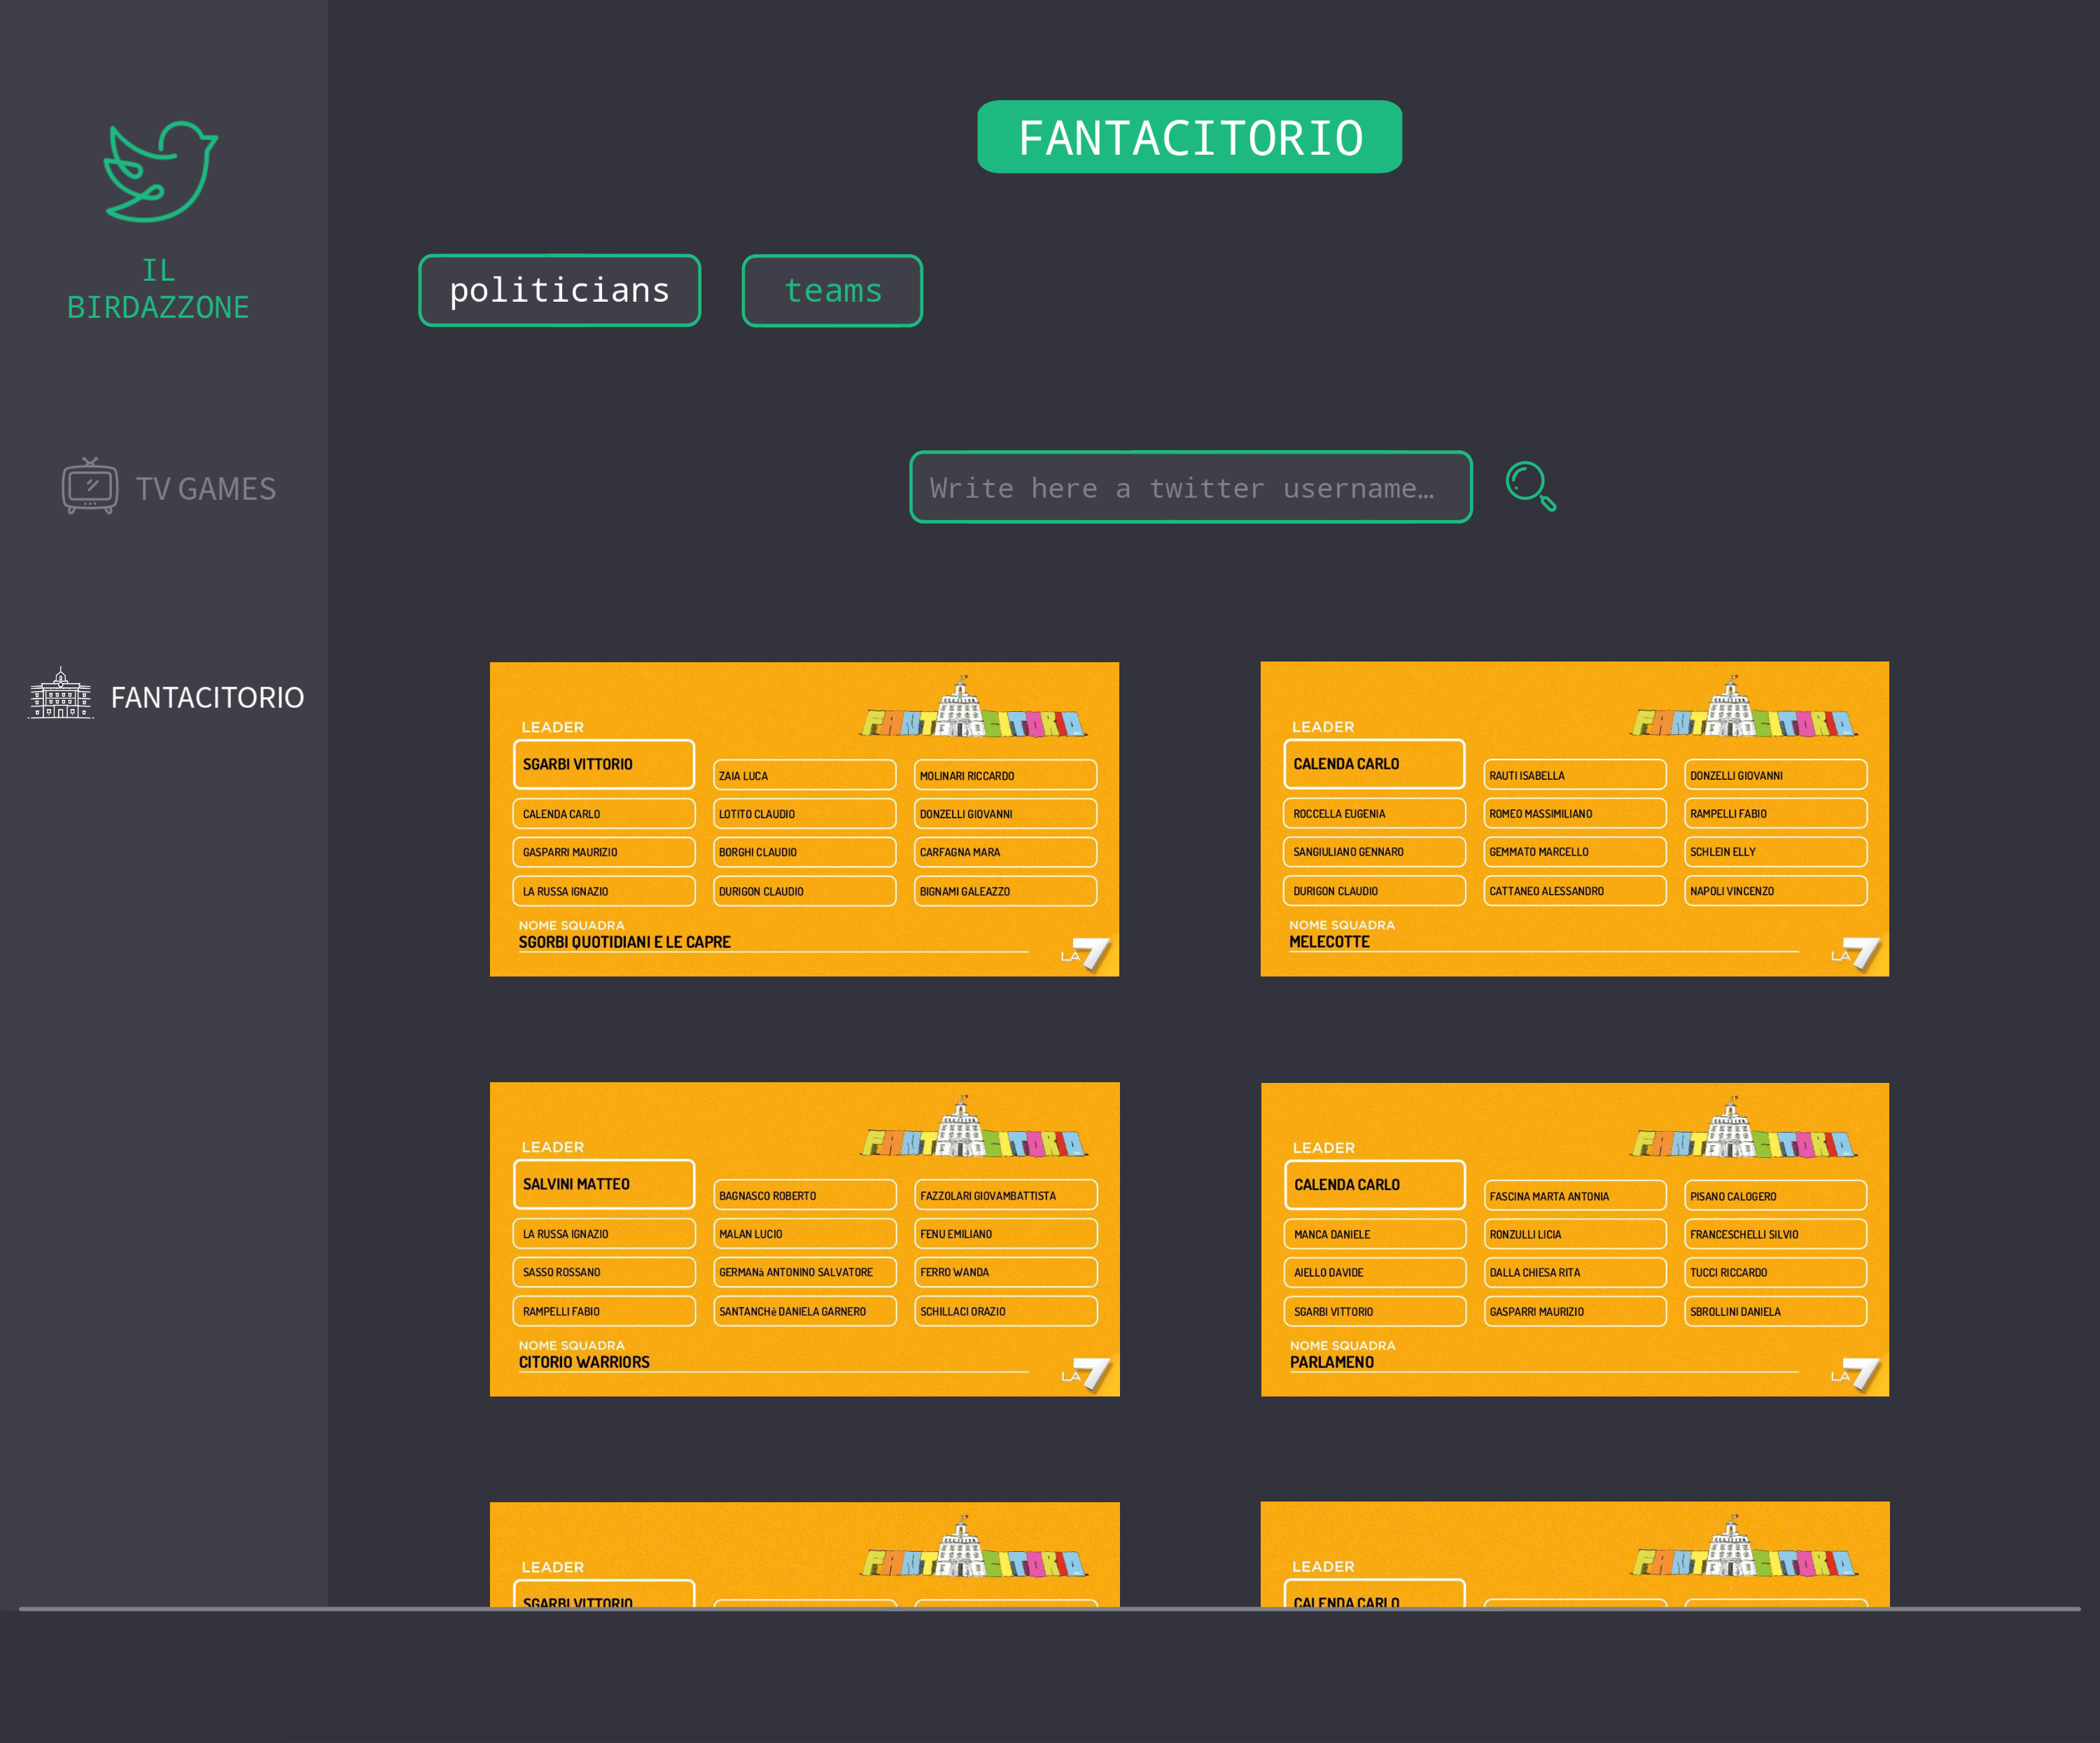 IL
BIRDAZZONE
TV GAMES
FANTACITORIO
FANTACITORIO
politicians
teams
Write here a twitter username…
FANTACITORIO
LEADER
SGARBI VITTORIO
ZAIA LUCA
MOLINARI RICCARDO
CALENDA CARLO
LOTITO CLAUDIO
DONZELLI GIOVANNI
GASPARRI MAURIZIO
BORGHI CLAUDIO
CARFAGNA MARA
LA RUSSA IGNAZIO
DURIGON CLAUDIO
BIGNAMI GALEAZZO
NOME SQUADRA
SGORBI QUOTIDIANI E LE CAPRE
LA7
FANTACITORIO
LEADER
CALENDA CARLO
RAUTI ISABELLA
DONZELLI GIOVANNI
ROCCELLA EUGENIA
ROMEO MASSIMILIANO
RAMPELLI FABIO
SANGIULIANO GENNARO
GEMMATO MARCELLO
SCHLEIN ELLY
DURIGON CLAUDIO
CATTANEO ALESSANDRO
NAPOLI VINCENZO
NOME SQUADRA
MELECOTTE
LA7
FANTACITORIO
LEADER
SALVINI MATTEO
BAGNASCO ROBERTO
FAZZOLARI GIOVAMBATTISTA
LA RUSSA IGNAZIO
MALAN LUCIO
FENU EMILIANO
SASSO ROSSANO
GERMANà ANTONINO SALVATORE
FERRO WANDA
RAMPELLI FABIO
SANTANCHé DANIELA GARNERO
SCHILLACI ORAZIO
NOME SQUADRA
CITORIO WARRIORS
LA7
FANTACITORIO
LEADER
CALENDA CARLO
FASCINA MARTA ANTONIA
PISANO CALOGERO
MANCA DANIELE
RONZULLI LICIA
FRANCESCHELLI SILVIO
AIELLO DAVIDE
DALLA CHIESA RITA
TUCCI RICCARDO
SGARBI VITTORIO
GASPARRI MAURIZIO
SBROLLINI DANIELA
NOME SQUADRA
PARLAMENO
LA7
FANTACITORIO
LEADER
SGARBI VITTORIO
FANTACITORIO
LEADER
CALENDA CARLO